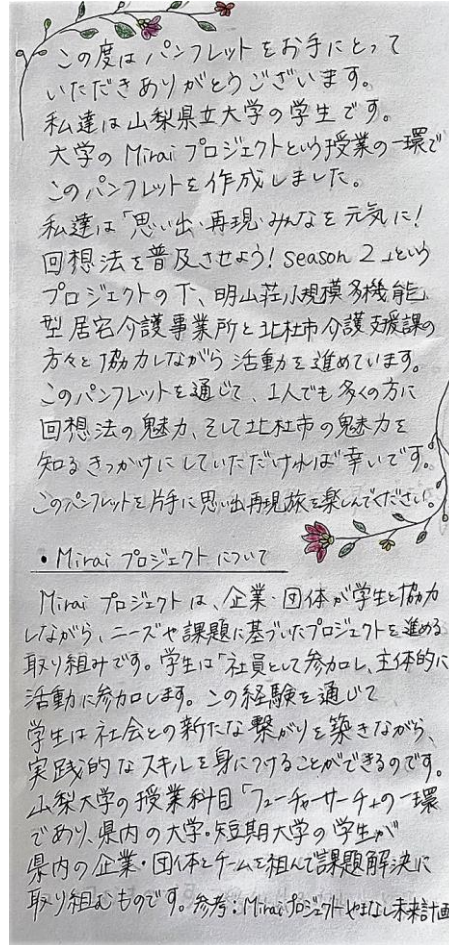 この度はパンフレットをお手にとって
いただきありがとうございます。
私達は山梨県立大学の学生です。
大学のMiraiプロジェクトという授業の一環で
このパンフレットを作成しました。
私達は「思い出・再現・みんなを元気に!
回想法を普及させよう! season 2」という
プロジェクトの下、明山荘小規模多機能
型居宅介護事業所と北杜市介護支援課の
方々と協力しながら活動を進めています。
このパンフレットを通じて、1人でも多くの方に
回想法の魅力、そして北杜市の魅力を
知るきっかけにしていただければ幸いです。
このパンフレットを片手に思い出再現旅を楽しんでください。
・Miraiプロジェクトについて
Miraiプロジェクトは、企業・団体が学生と協力
しながら、ニーズや課題に基づいたプロジェクトを進める
取り組みです。学生は「社員として参加し、主体的に
活動に参加します。この経験を通じて
学生は社会との新たな繋がりを築きながら、
実践的なスキルを身につけることができるのです。
山梨大学の授業科目「フューチャーサーチ」の一環
であり、県内の大学・短期大学の学生が
県内の企業・団体とチームを組んで課題解決に
取り組むものです。参考:Miraiプロジェクトやまなし未来計画